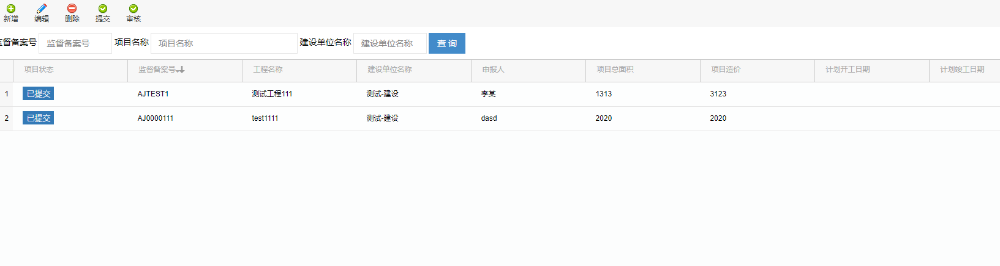 新增 编辑 删除 提交 审核
监督备案号 监督备案号 项目名称 项目名称 建设单位名称 建设单位名称 查 询
项目状态 监督备案号 工程名称 建设单位名称 申报人 项目总面积 项目造价 计划开工日期 计划竣工日期
1 已提交 AJTEST1 测试工程111 测试-建设 李某 1313 3123
2 已提交 AJ0000111 test1111 测试-建设 dasd 2020 2020